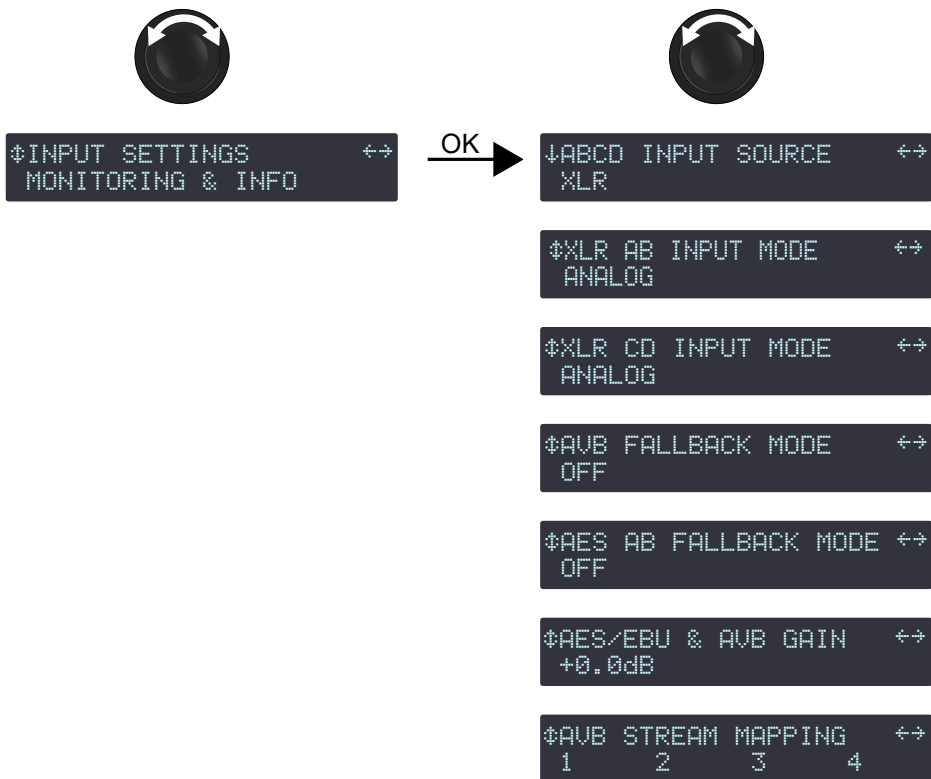 ↕INPUT SETTINGS ↔
MONITORING & INFO
OK
↓ABCD INPUT SOURCE ↔
XLR
↕XLR AB INPUT MODE ↔
ANALOG
↕XLR CD INPUT MODE ↔
ANALOG
↕AVB FALLBACK MODE ↔
OFF
↕AES AB FALLBACK MODE ↔
OFF
↕AES/EBU & AVB GAIN ↔
+0.0dB
↕AVB STREAM MAPPING ↔
1 2 3 4